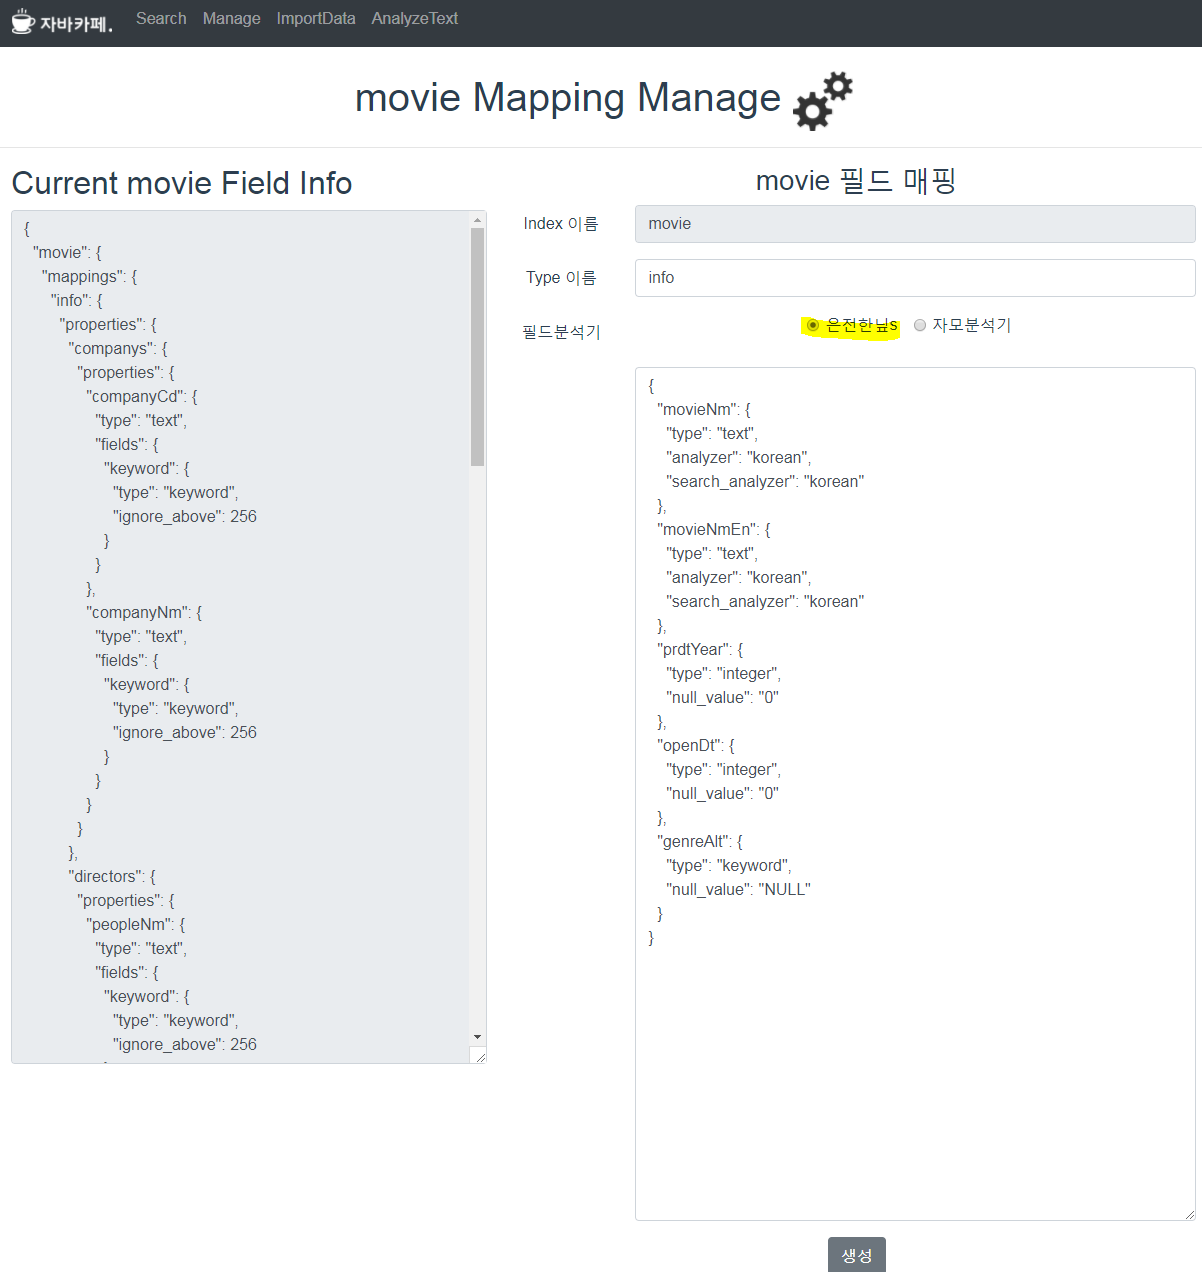 자바카페. Search Manage ImportData AnalyzeText
movie Mapping Manage
Current movie Field Info
{
"movie": {
"mappings": {
"info": {
"properties": {
"companys": {
"properties": {
"companyCd": {
"type": "text",
"fields": {
"keyword": {
"type": "keyword",
"ignore_above": 256
}
}
},
"companyNm": {
"type": "text",
"fields": {
"keyword": {
"type": "keyword",
"ignore_above": 256
}
}
}
}
},
"directors": {
"properties": {
"peopleNm": {
"type": "text",
"fields": {
"keyword": {
"type": "keyword",
"ignore_above": 256
movie 필드 매핑
Index 이름 movie
Type 이름 info
필드분석기 은전한닢s 자모분석기
{
"movieNm": {
"type": "text",
"analyzer": "korean",
"search_analyzer": "korean"
},
"movieNmEn": {
"type": "text",
"analyzer": "korean",
"search_analyzer": "korean"
},
"prdtYear": {
"type": "integer",
"null_value": "0"
},
"openDt": {
"type": "integer",
"null_value": "0"
},
"genreAlt": {
"type": "keyword",
"null_value": "NULL"
}
}
생성